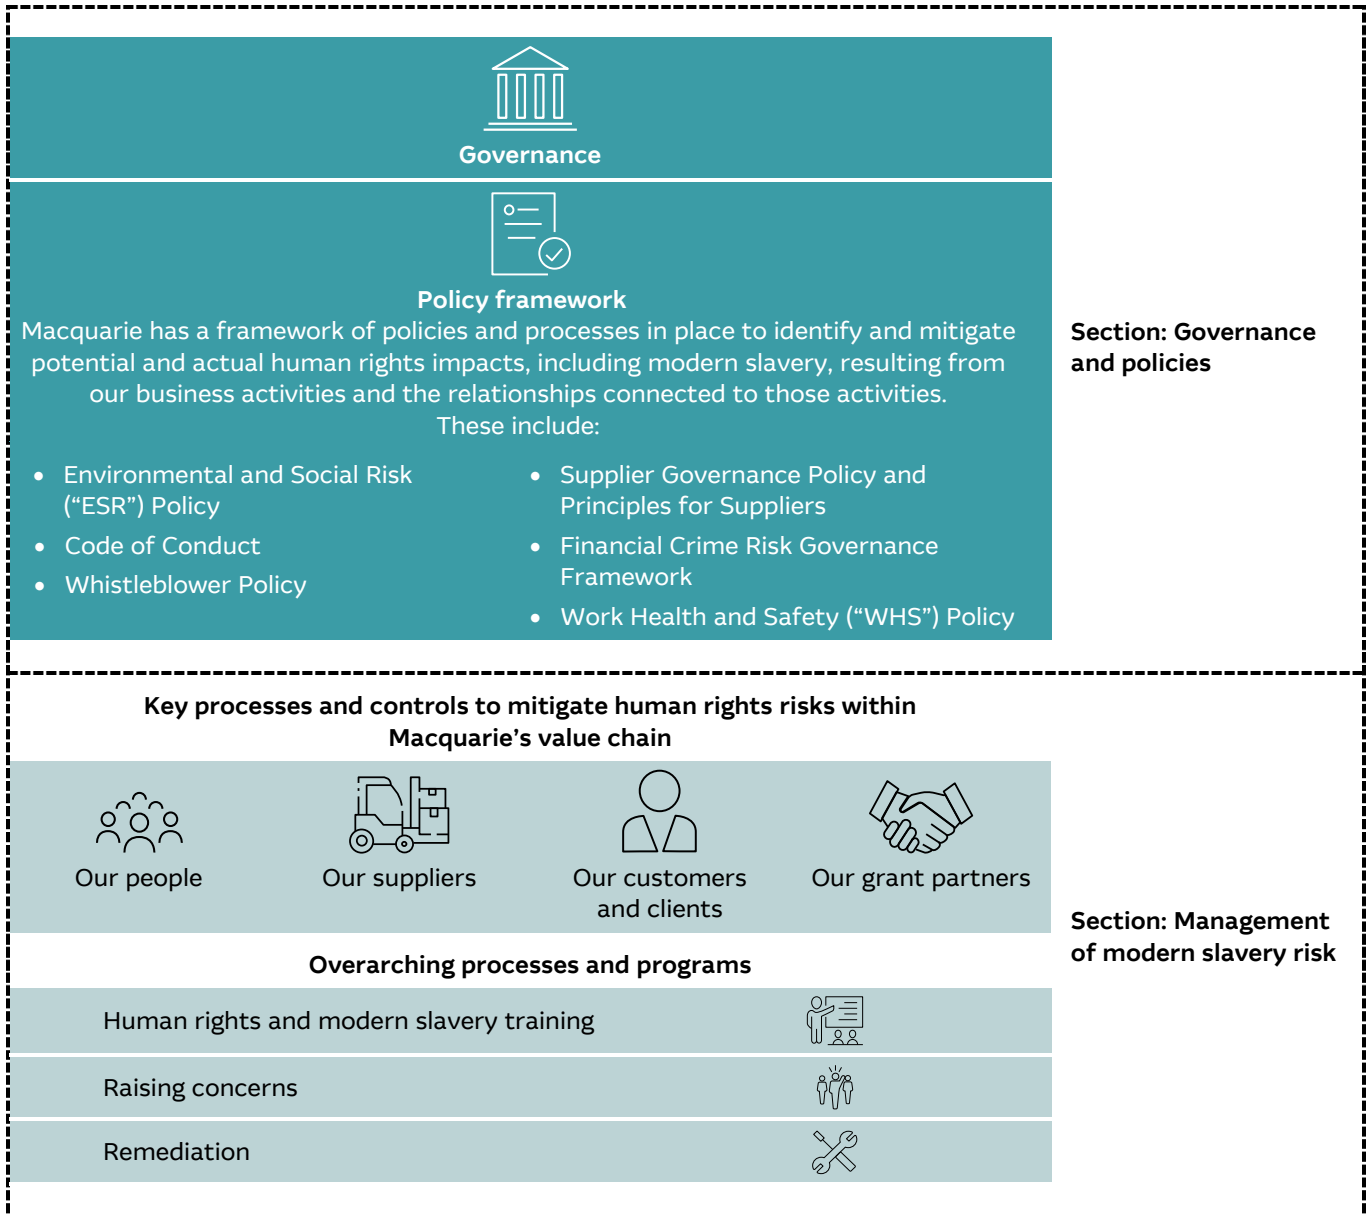 Governance
Policy framework
Macquarie has a framework of policies and processes in place to identify and mitigate
potential and actual human rights impacts, including modern slavery, resulting from
our business activities and the relationships connected to those activities.
These include:
• Environmental and Social Risk
(“ESR”) Policy
• Code of Conduct
• Whistleblower Policy
• Supplier Governance Policy and
Principles for Suppliers
• Financial Crime Risk Governance
Framework
• Work Health and Safety (“WHS”) Policy
Section: Governance
and policies
Key processes and controls to mitigate human rights risks within
Macquarie’s value chain
Our people
Our suppliers
Our customers
and clients
Our grant partners
Overarching processes and programs
Human rights and modern slavery training
Raising concerns
Remediation
Section: Management
of modern slavery risk